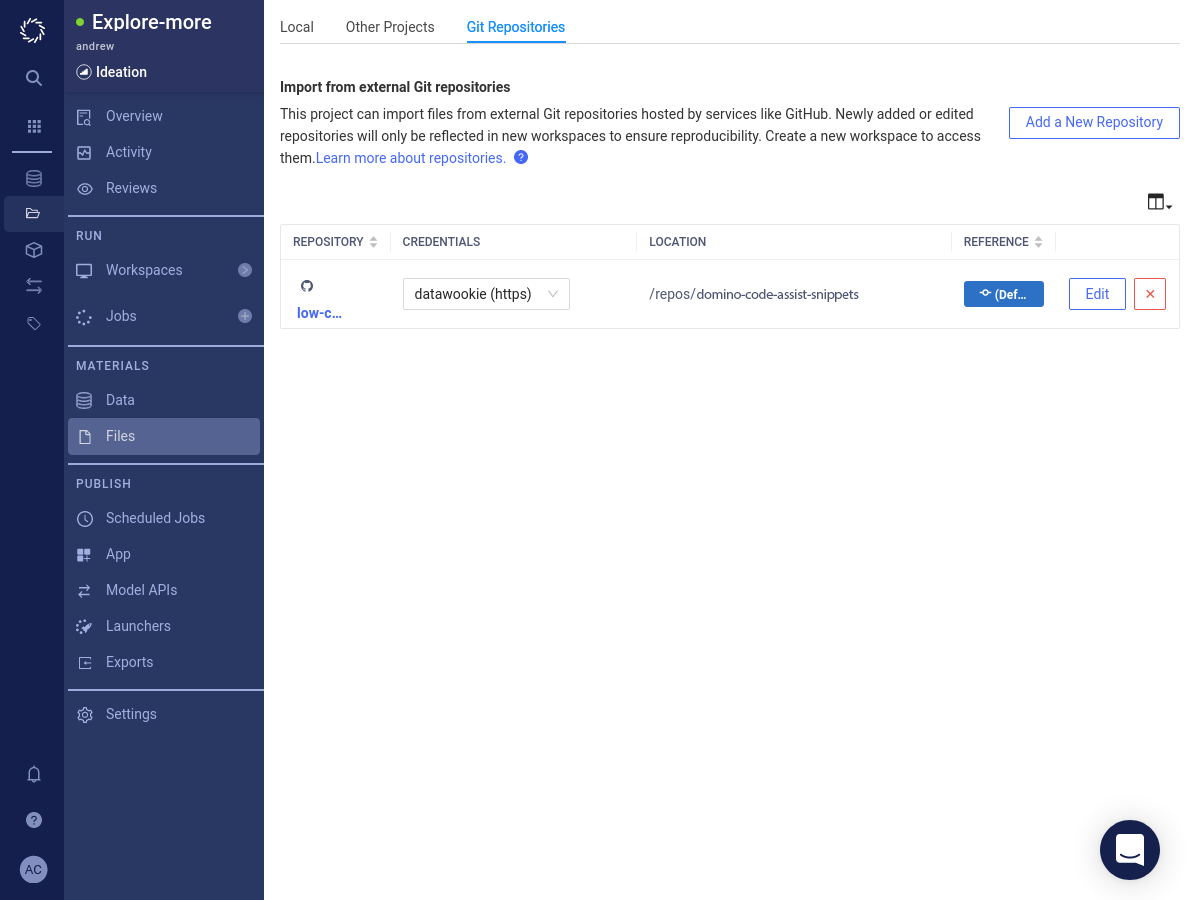 Explore-more
andrew
Ideation
Overview
Activity
Reviews
RUN
Workspaces
Jobs
MATERIALS
Data
Files
PUBLISH
Scheduled Jobs
App
Model APIs
Launchers
Exports
Settings
?
AC
Local
Other Projects
Git Repositories
Import from external Git repositories
This project can import files from external Git repositories hosted by services like GitHub. Newly added or edited
repositories will only be reflected in new workspaces to ensure reproducibility. Create a new workspace to access
them.Learn more about repositories. ?
Add a New Repository
REPOSITORY CREDENTIALS LOCATION REFERENCE
low-c... datawookie (https) /repos/domino-code-assist-snippets (Def... Edit